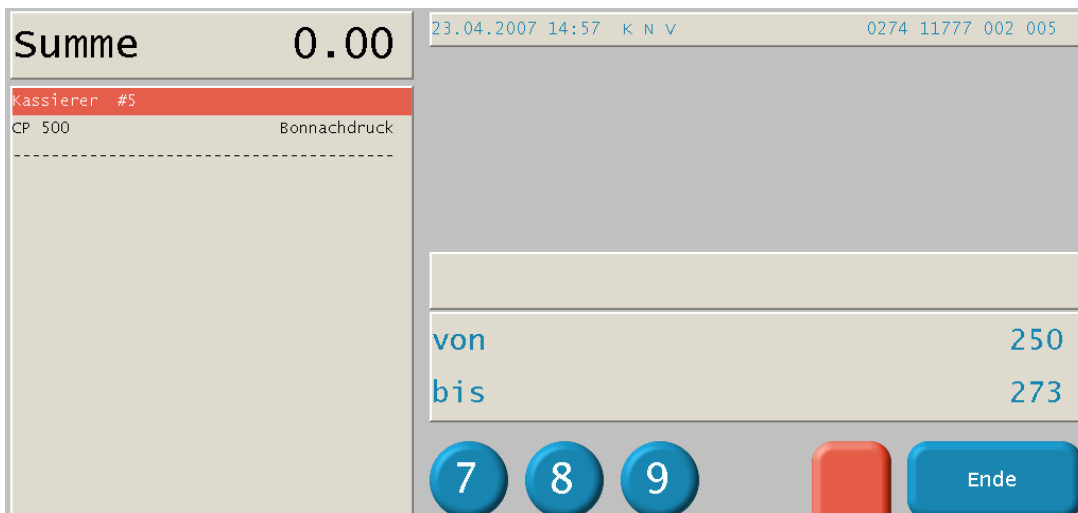 Summe 0.00
Kassierer #5
CP 500 Bonnachdruck
----------------------------------------
23.04.2007 14:57 K N V 0274 11777 002 005
von 250
bis 273
7 8 9 Ende